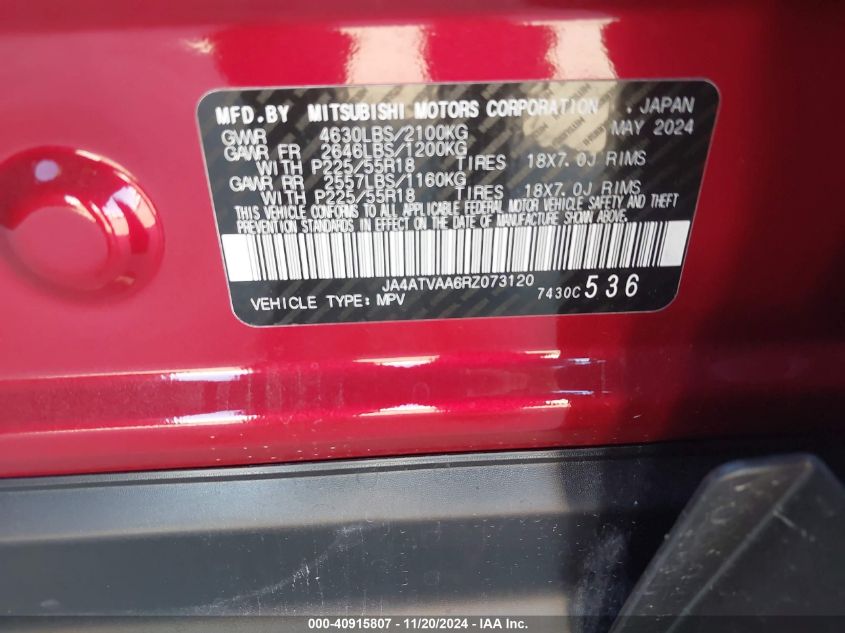 MFD.BY MITSUBISHI MOTORS CORPORATION . JAPAN
GVWR 4630LBS/2100KG MAY 2024
GAWR FR 2646LBS/1200KG
WITH P225/55R18 TIRES 18X7.0J RIMS
GAWR RR 2557LBS/1160KG
WITH P225/55R18 TIRES 18X7.0J RIMS
THIS VEHICLE CONFORMS TO ALL APPLICABLE FEDERAL MOTOR VEHICLE SAFETY AND THEFT
PREVENTION STANDARDS IN EFFECT ON THE DATE OF MANUFACTURE SHOWN ABOVE.
JA4ATVAA6RZ073120
VEHICLE TYPE:MPV 7430C 536
000-40915807 - 11/20/2024 - IAAI.com